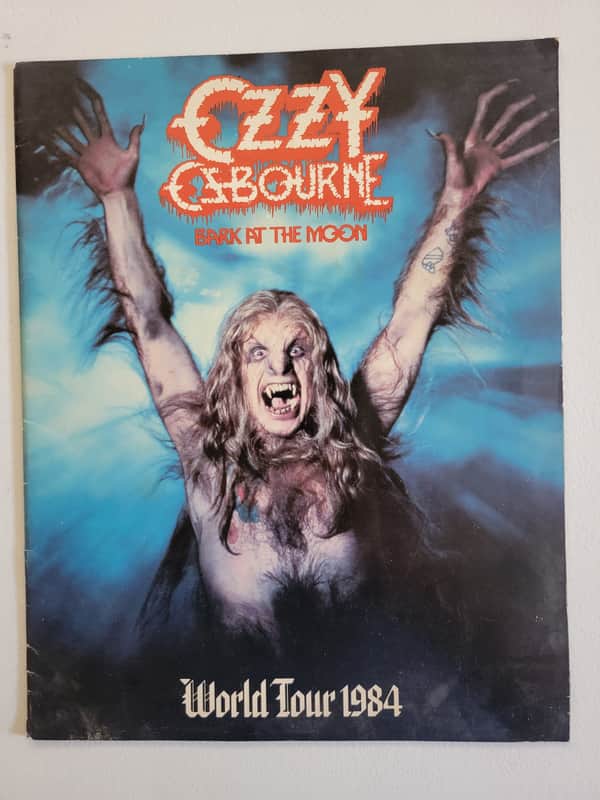 OZZY
OSBOURNE
BARK AT THE MOON
World Tour 1984